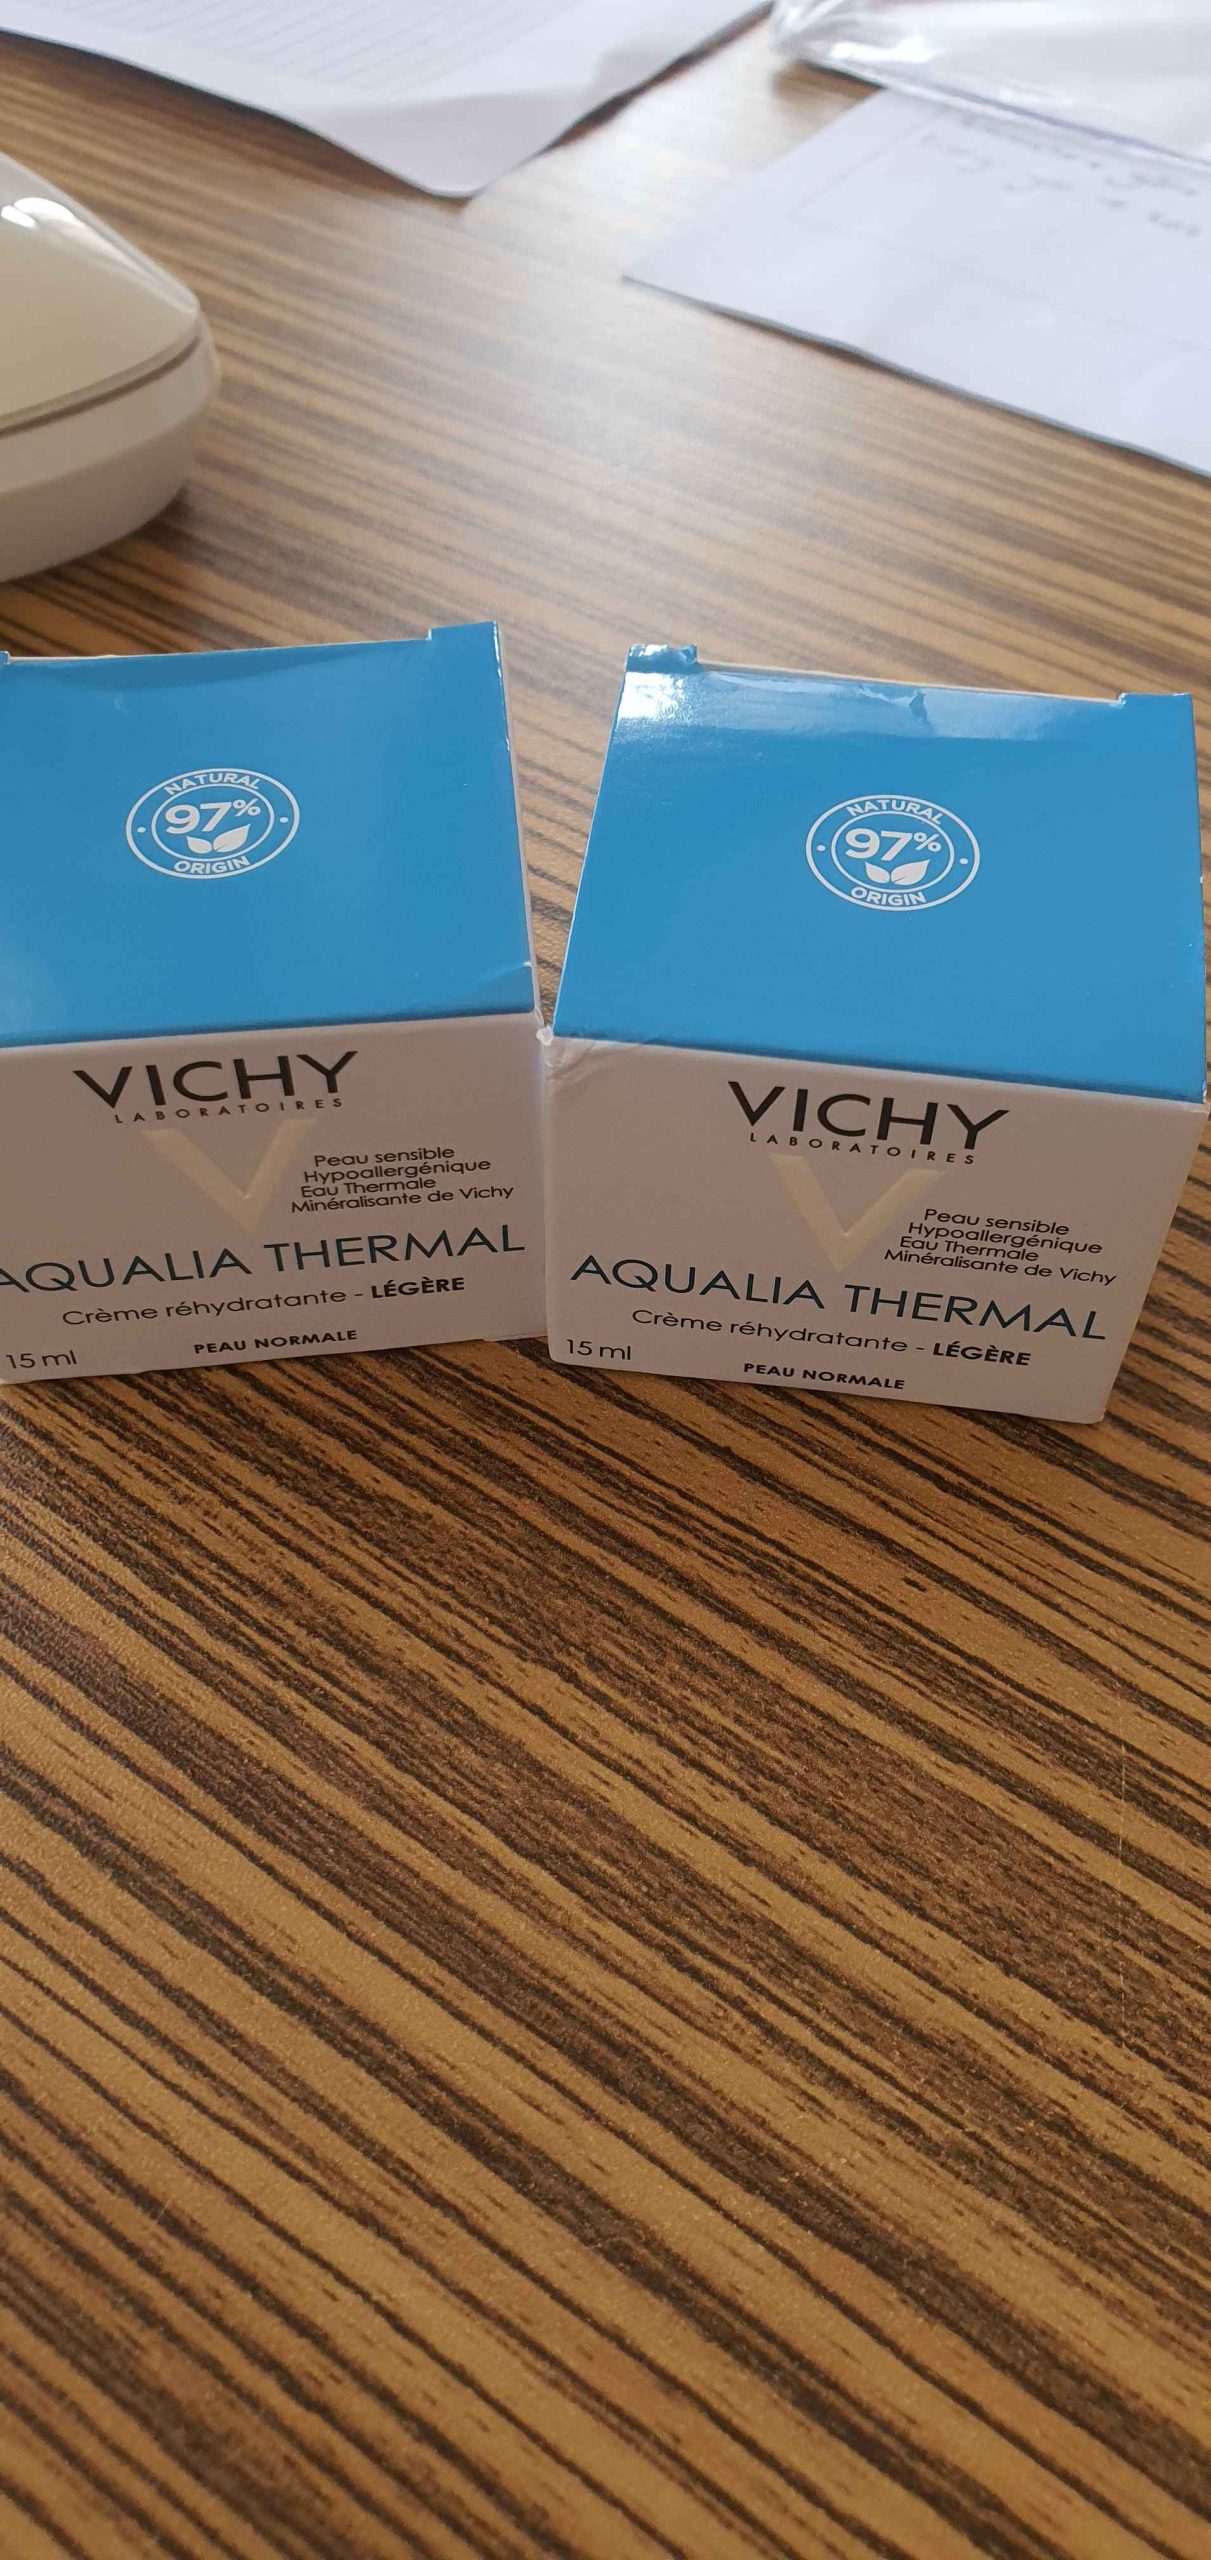 NATURAL
97%
ORIGIN
VICHY
LABORATOIRES
Peau sensible
Hypoallergénique
Eau Thermale
Minéralisante de Vichy
AQUALIA THERMAL
Crème réhydratante - LÉGÈRE
15 ml
PEAU NORMALE
NATURAL
97%
ORIGIN
VICHY
LABORATOIRES
Peau sensible
Hypoallergénique
Eau Thermale
Minéralisante de Vichy
AQUALIA THERMAL
Crème réhydratante - LÉGÈRE
15 ml
PEAU NORMALE